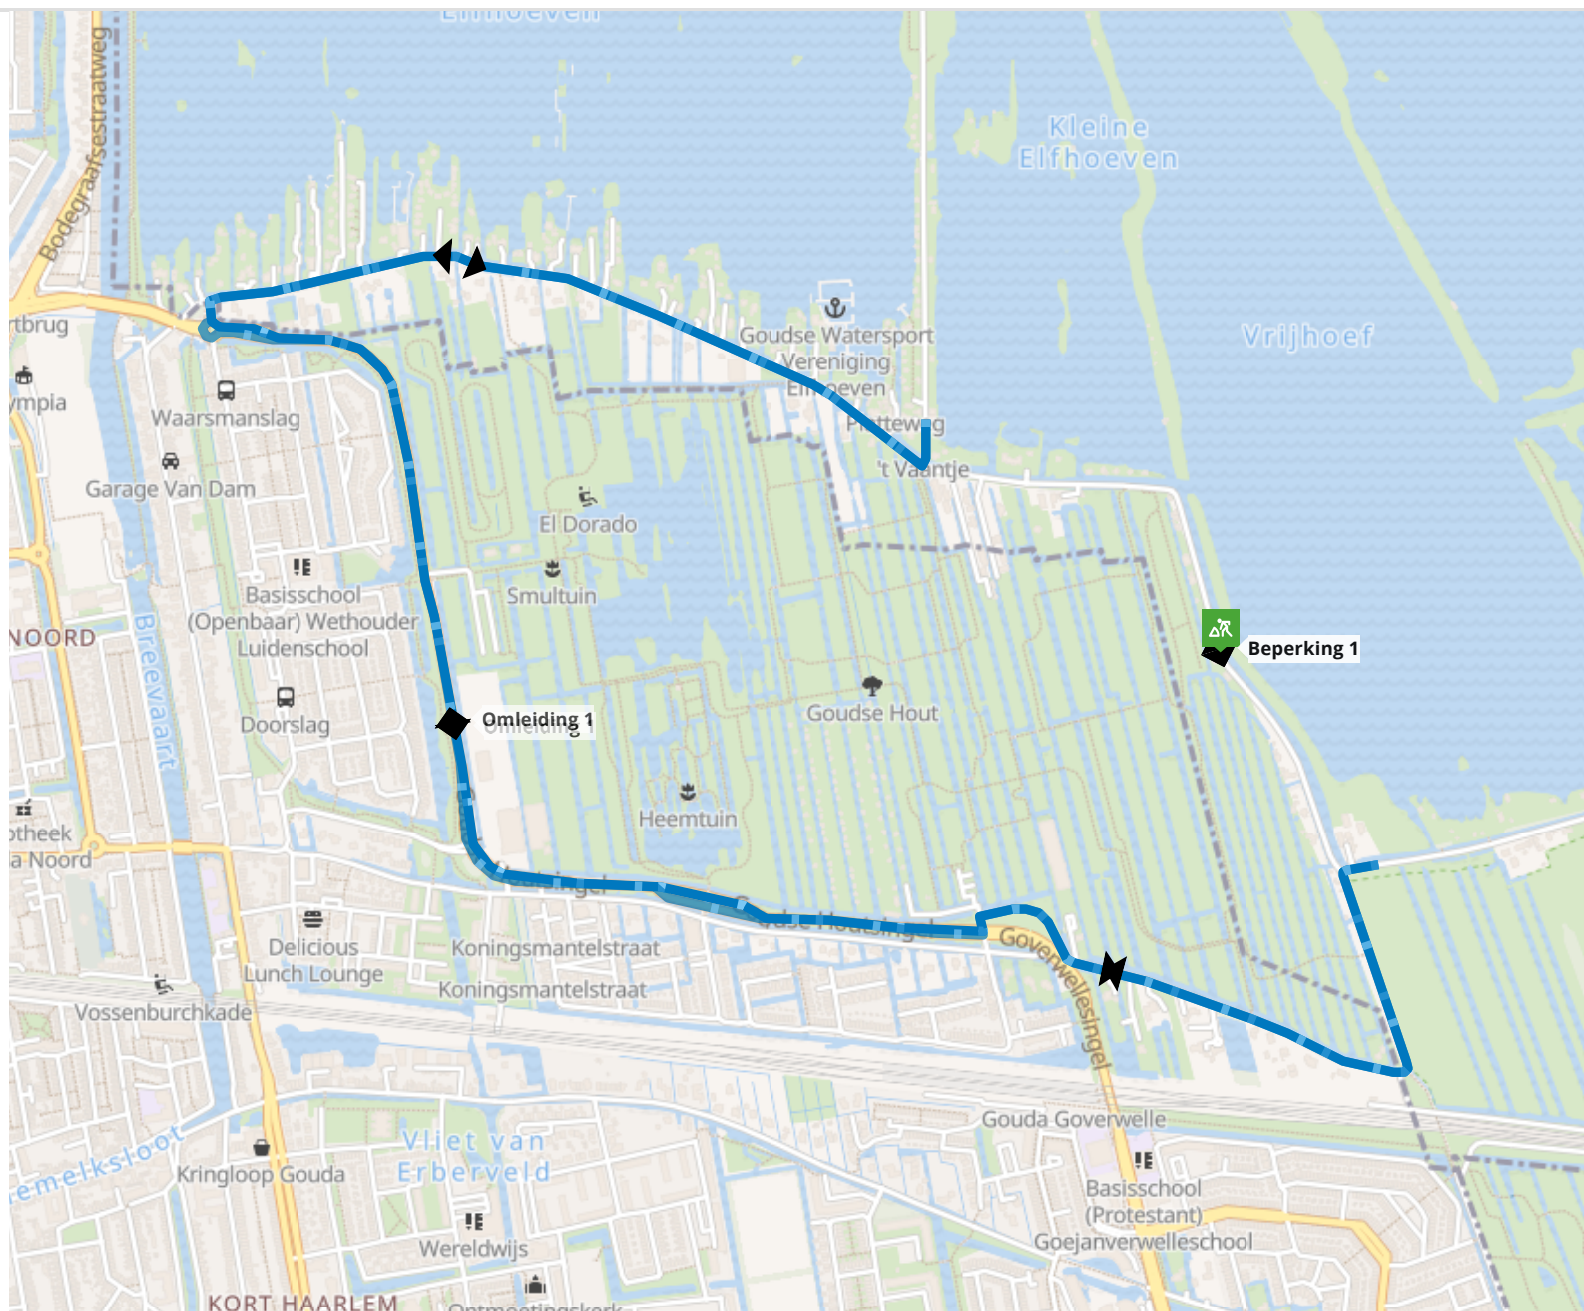 Elfhoeven
Bodegraafsestraatweg
Kleine
Elfhoeven
Vrijhoef
rtbrug
Goudse Watersport
Vereniging
Elfhoeven
ympia
Waarsmanslag
Platteweg
't Vaantje
Garage Van Dam
El Dorado
Basisschool
(Openbaar) Wethouder
Luidenschool
Smultuin
NOORD
Breevaart
Beperking 1
Doorslag
Omleiding 1
Goudse Hout
Heemtuin
otheek
a Noord
Delicious
Lunch Lounge
Koningsmantelstraat
Koningsmantelstraat
Goverwellesingel
Vossenburchkade
Gouda Goverwelle
Vliet van
Erberveld
emelksloot
Kringloop Gouda
Basisschool
(Protestant)
Goejanverwelleschool
Wereldwijs
KORT HAARLEM